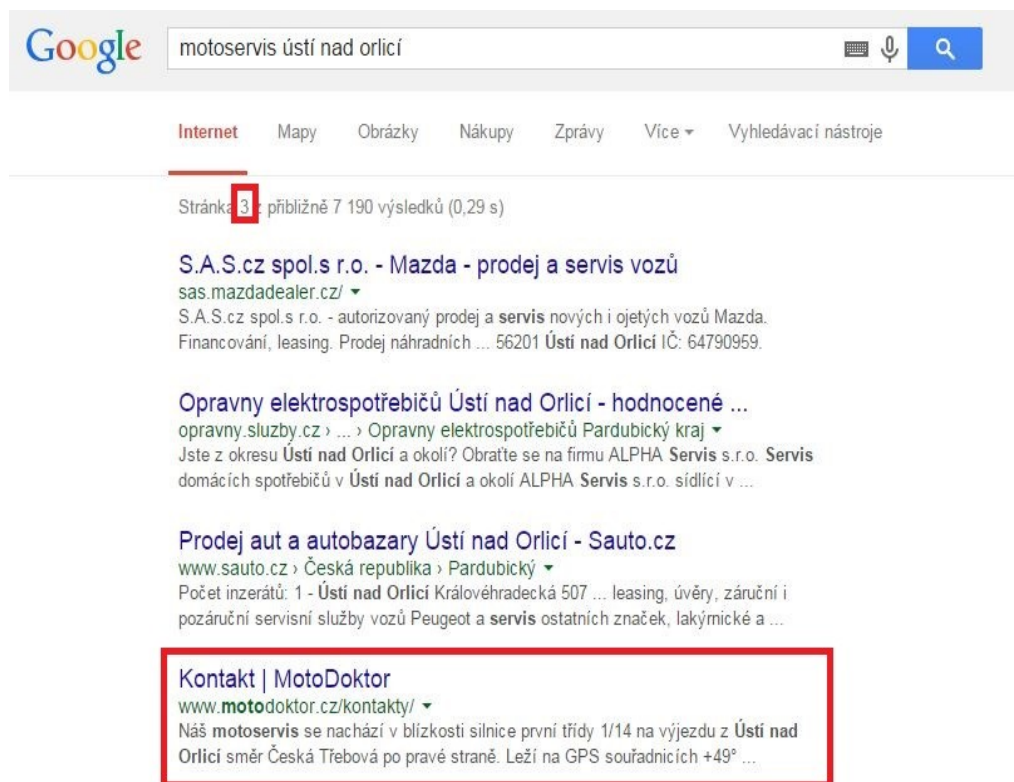 Google motoservis ústí nad orlicí
Internet Mapy Obrázky Nákupy Zprávy Více Vyhledávací nástroje
Stránka 3 z přibližně 7 190 výsledků (0,29 s)
S.A.S.cz spol.s r.o. - Mazda - prodej a servis vozů
sas.mazdadealer.cz/
S.A.S.cz spol.s r.o. - autorizovaný prodej a servis nových i ojetých vozů Mazda.
Financování, leasing. Prodej náhradních ... 56201 Ústí nad Orlicí IČ: 64790959.
Opravny elektrospotřebičů Ústí nad Orlicí - hodnocené ...
opravny.sluzby.cz › ... › Opravny elektrospotřebičů Pardubický kraj
Jste z okresu Ústí nad Orlicí a okolí? Obraťte se na firmu ALPHA Servis s.r.o. Servis
domácích spotřebičů v Ústí nad Orlicí a okolí ALPHA Servis s.r.o. sídlící v ...
Prodej aut a autobazary Ústí nad Orlicí - Sauto.cz
www.sauto.cz › Česká republika › Pardubický
Počet inzerátů: 1 - Ústí nad Orlicí Královéhradecká 507 ... leasing, úvěry, záruční i
pozáruční servisní služby vozů Peugeot a servis ostatních značek, lakýrnické a ...
Kontakt | MotoDoktor
www.motodoktor.cz/kontakty/
Náš motoservis se nachází v blízkosti silnice první třídy 1/14 na výjezdu z Ústí nad
Orlicí směr Česká Třebová po pravé straně. Leží na GPS souřadnicích +49° ...